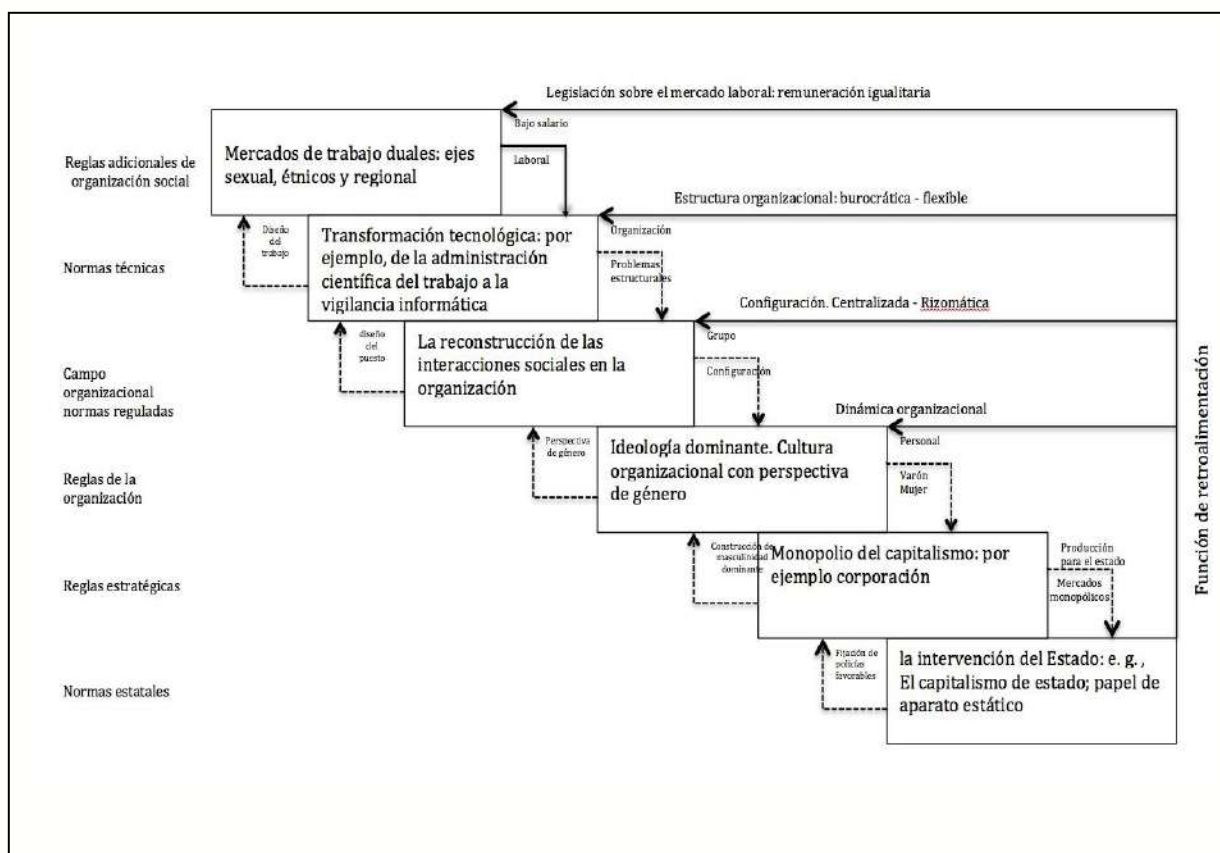 Legislación sobre el mercado laboral: remuneración igualitaria
Bajo salario
Mercados de trabajo duales: ejes
sexual, étnicos y regional
Laboral
Reglas adicionales de
organización social
Estructura organizacional: burocrática - flexible
Diseño
del
trabajo
Transformación tecnológica: por
ejemplo, de la administración
científica del trabajo a la
vigilancia informática
Organización
Problemas
estructurales
Normas técnicas
Configuración. Centralizada - Rizomática
diseño
del
puesto
La reconstrucción de las
interacciones sociales en la
organización
Grupo
Configuración
Campo
organizacional
normas reguladas
Dinámica organizacional
Perspectiva
de género
Ideología dominante. Cultura
organizacional con perspectiva
de género
Personal
Varón
Mujer
Reglas de la
organización
Construcción de
masculinidad
dominante
Monopolio del capitalismo: por
ejemplo corporación
Producción
para el estado
Mercados
monopólicos
Reglas estratégicas
Fijación de
policías
favorables
la intervención del Estado: e. g. ,
El capitalismo de estado; papel de
aparato estático
Normas estatales
Función de retroalimentación